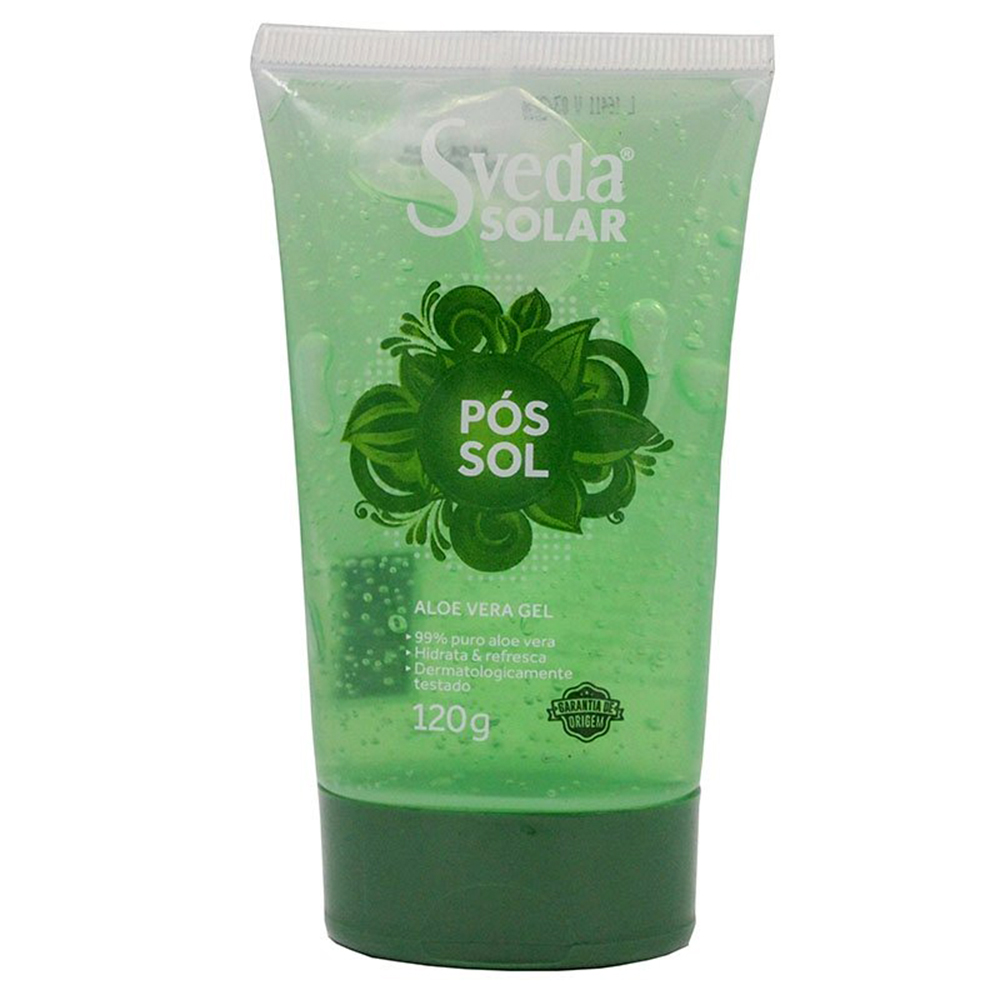 Sveda®
SOLAR
PÓS
SOL
ALOE VERA GEL
• 99% puro aloe vera
• Hidrata & refresca
• Dermatologicamente
testado
120g
GARANTIA DE
ORIGEM